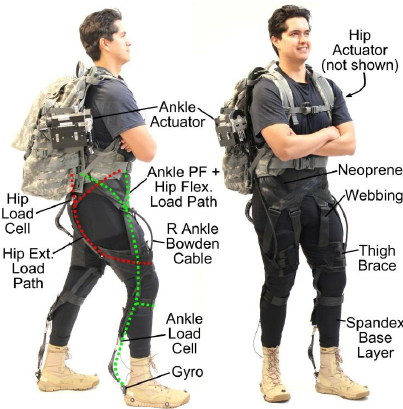 Hip
Actuator
(not shown)
Ankle
Actuator
Neoprene
Ankle PF +
Hip Flex.
Load Path
Webbing
Hip
Load
Cell
R Ankle
Bowden
Cable
Hip Ext.
Load
Path
Thigh
Brace
Ankle
Load
Cell
Spandex
Base
Layer
Gyro